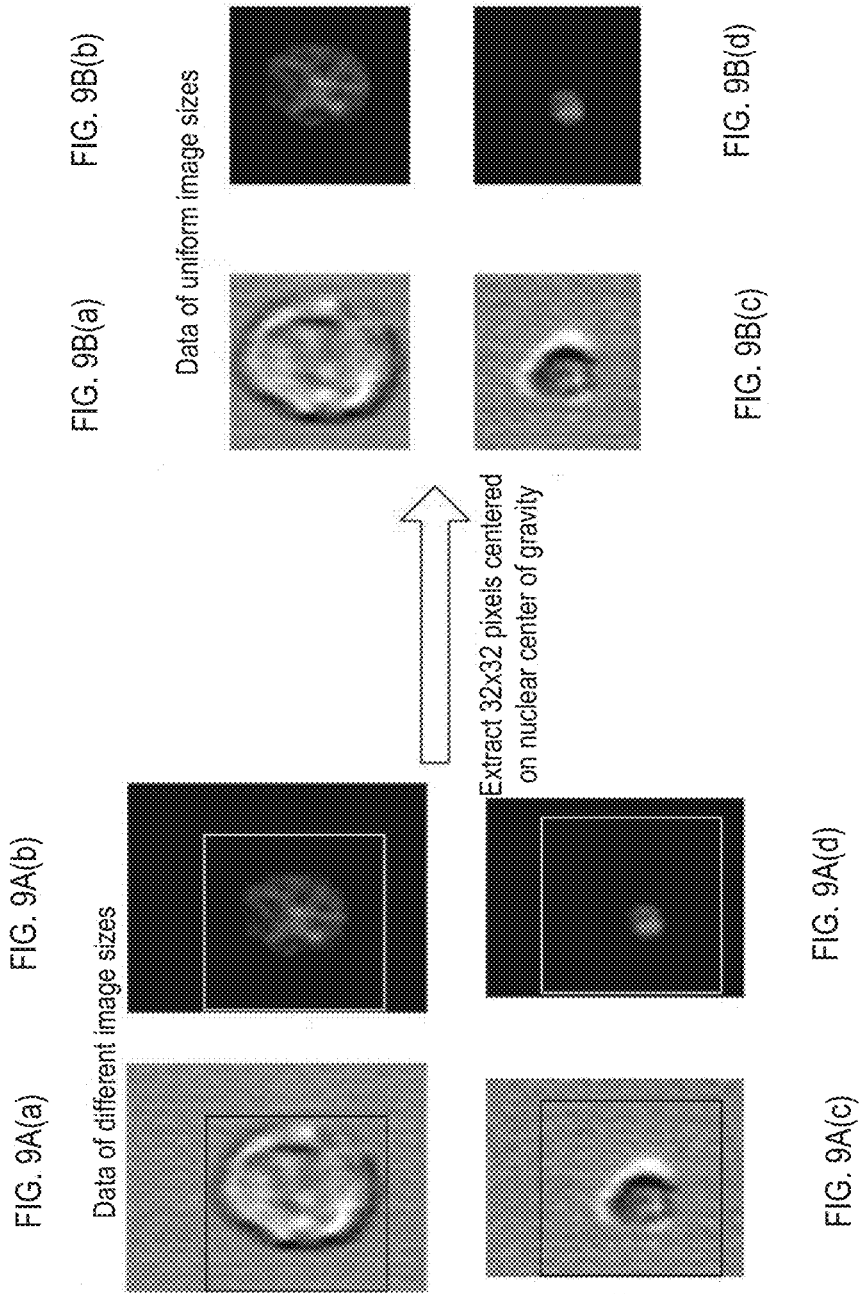 FIG. 9A(a)
FIG. 9A(b)
Data of different image sizes
FIG. 9A(c)
FIG. 9A(d)
Extract 32x32 pixels centered
on nuclear center of gravity
FIG. 9B(a)
FIG. 9B(b)
Data of uniform image sizes
FIG. 9B(c)
FIG. 9B(d)